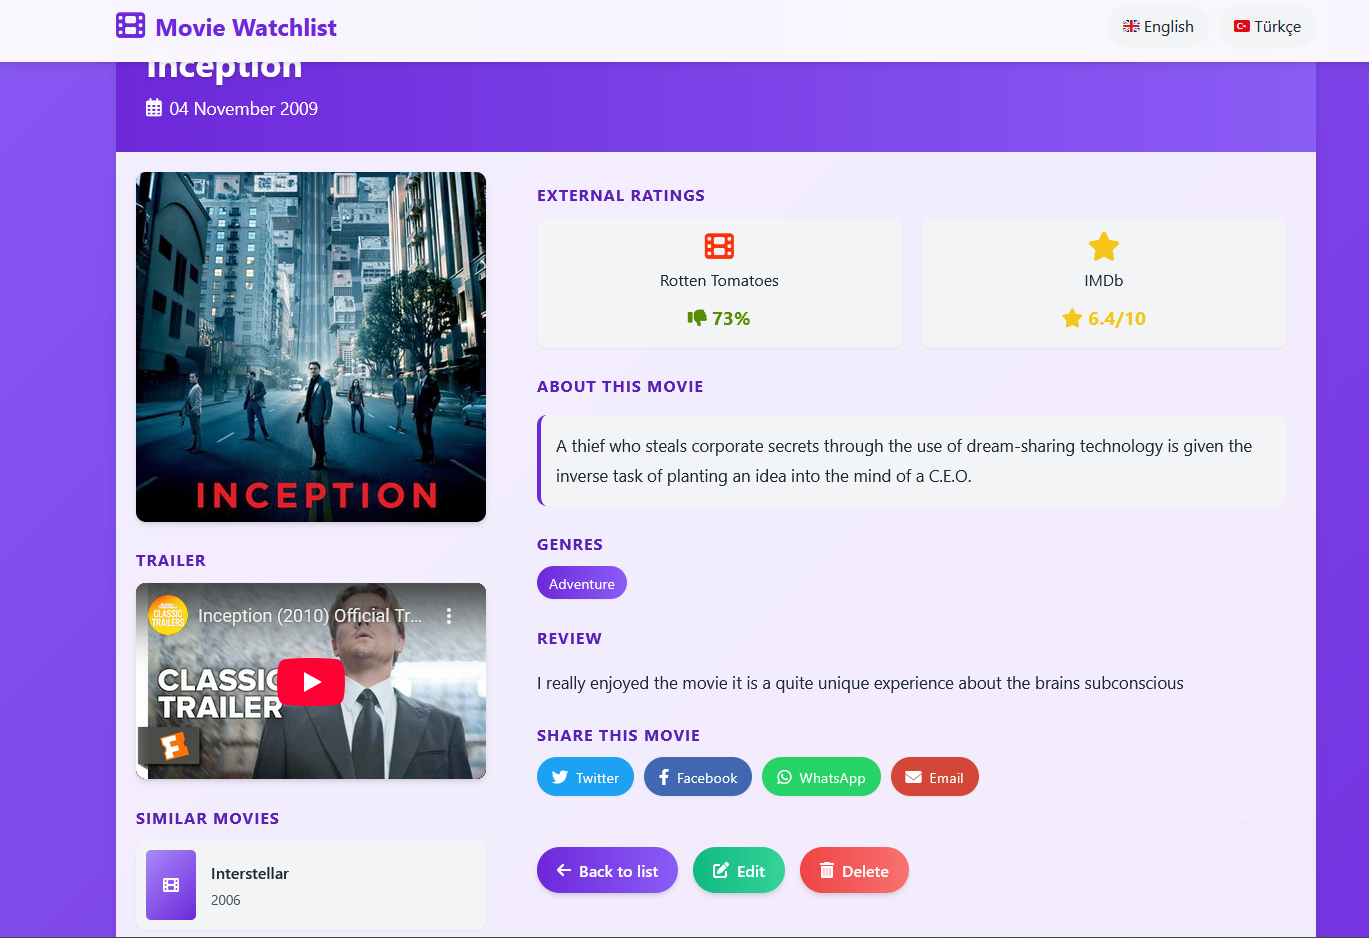 Movie Watchlist
English
Türkçe
Inception
04 November 2009
INCEPTION
TRAILER
CLASSIC
TRAILERS
Inception (2010) Official Tr...
CLASSIC
TRAILER
SIMILAR MOVIES
Interstellar
2006
EXTERNAL RATINGS
Rotten Tomatoes
73%
IMDb
6.4/10
ABOUT THIS MOVIE
A thief who steals corporate secrets through the use of dream-sharing technology is given the
inverse task of planting an idea into the mind of a C.E.O.
GENRES
Adventure
REVIEW
I really enjoyed the movie it is a quite unique experience about the brains subconscious
SHARE THIS MOVIE
Twitter
Facebook
WhatsApp
Email
Back to list
Edit
Delete